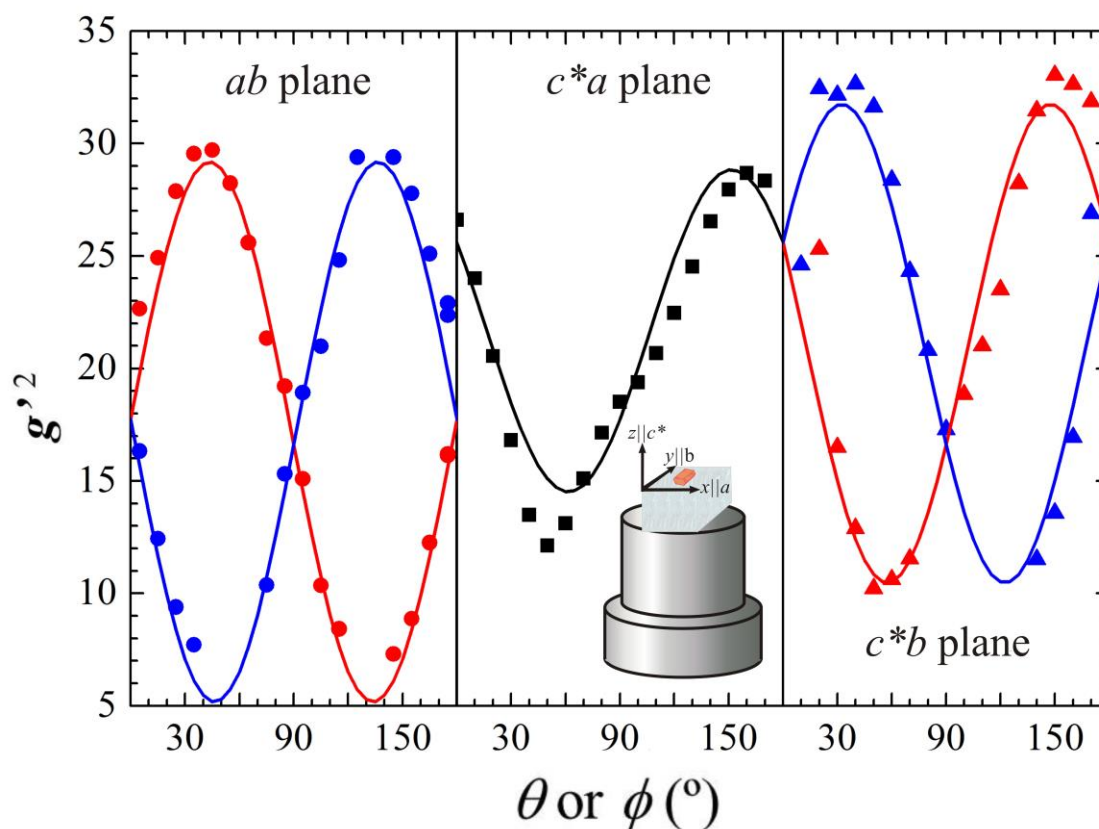 35
30
25
20
15
10
5
g’²
ab plane
c*a plane
c*b plane
z||c*
y||b
x||a
30 90 150 30 90 150 30 90 150
θ or ϕ (º)